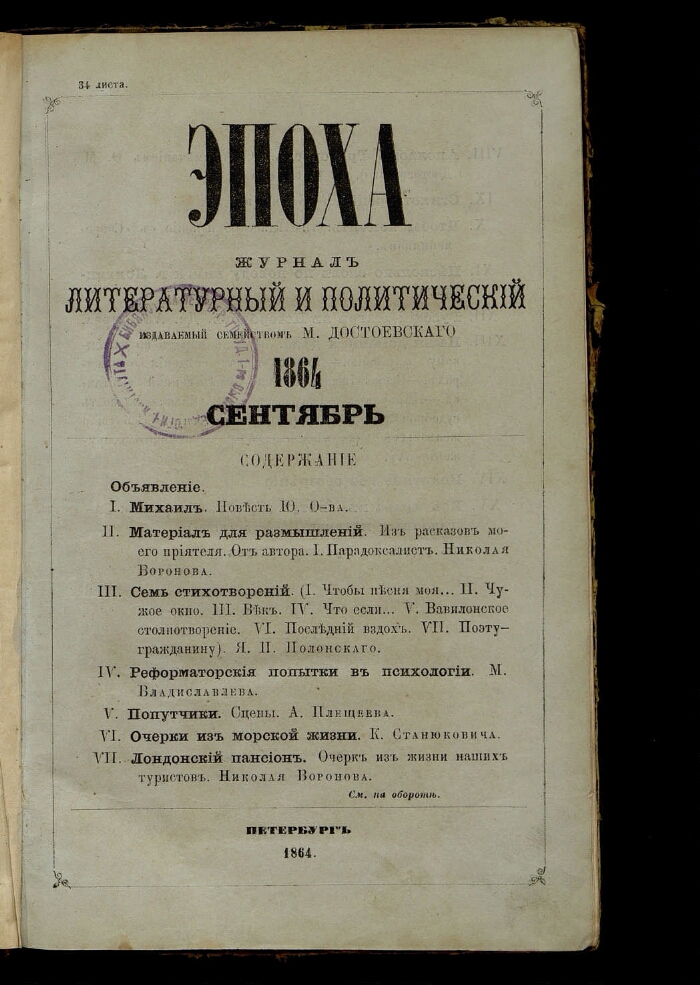 34 листа.
ЭПОХА
ЖУРНАЛЪ
ЛИТЕРАТУРНЫЙ И ПОЛИТИЧЕСКІЙ
ИЗДАВАЕМЫЙ СЕМЕЙСТВОМЪ М. ДОСТОЕВСКАГО
1864
СЕНТЯБРЬ
СОДЕРЖАНІЕ
Объявленіе.
I. Михаилъ. Повѣсть Ю. О-ва.
II. Матеріалъ для размышленій. Изъ расказовъ мо-
его пріятеля. Отъ автора. I. Парадоксалистъ. Николая
Воронова.
III. Семь стихотвореній. (I. Чтобы пѣсня моя... II. Чу-
жое окно. III. Вѣкъ. IV. Что если... V. Вавилонское
столпотвореніе. VI. Послѣдній вздохъ. VII. Поэту-
гражданину). Я. П. Полонскаго.
IV. Реформаторскія попытки въ психологіи. М.
Владиславлева.
V. Попутчики. Сцены. А. Плещеева.
VI. Очерки изъ морской жизни. К. Станюковича.
VII. Лондонскій пансіонъ. Очеркъ изъ жизни нашихъ
туристовъ. Николая Воронова.
См. на оборотѣ.
ПЕТЕРБУРГЪ
1864.